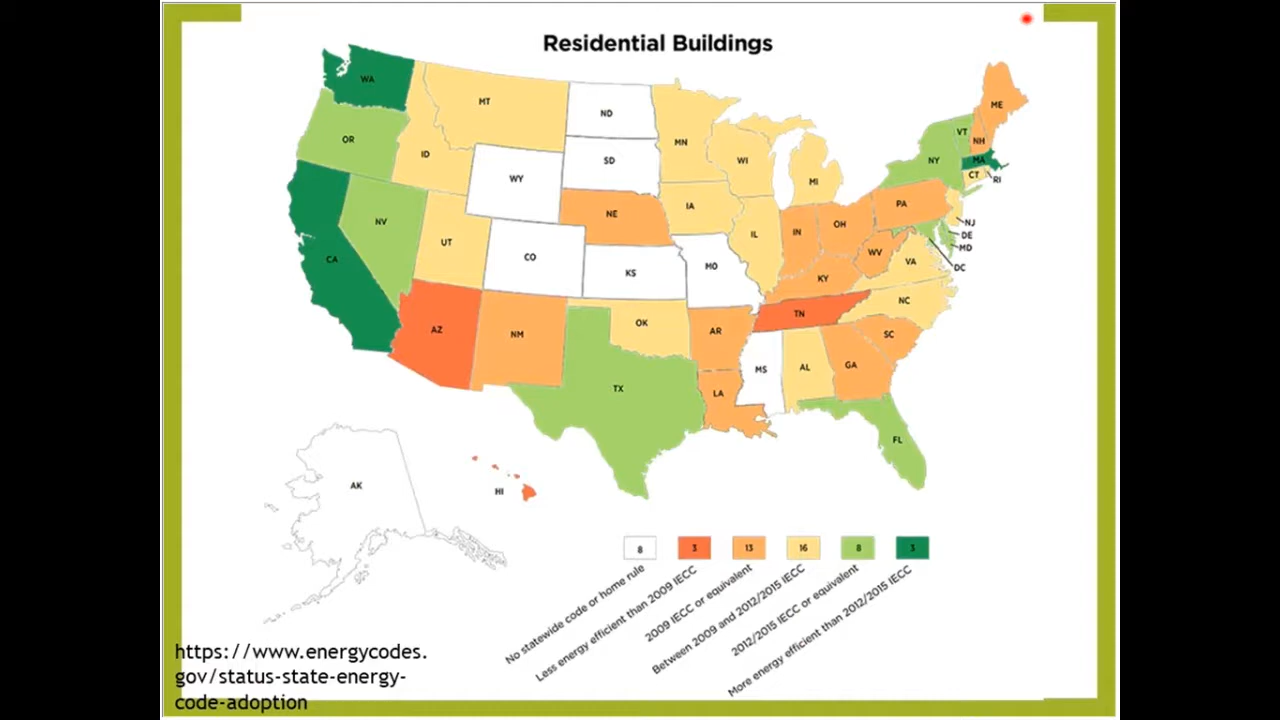 Residential Buildings
WA
MT
ND
ME
OR
ID
MN
VT
NH
SD
WI
NY
MA
WY
MI
CT
RI
NE
IA
PA
NV
UT
IL
IN
OH
NJ
DE
MD
CO
KS
MO
WV
VA
DC
CA
KY
AZ
NM
OK
AR
TN
NC
SC
TX
LA
MS
AL
GA
FL
AK
HI
8
3
13
16
8
3
No statewide code or home rule
Less energy efficient than 2009 IECC
2009 IECC or equivalent
Between 2009 and 2012/2015 IECC
2012/2015 IECC or equivalent
More energy efficient than 2012/2015 IECC
https://www.energycodes.
gov/status-state-energy-
code-adoption